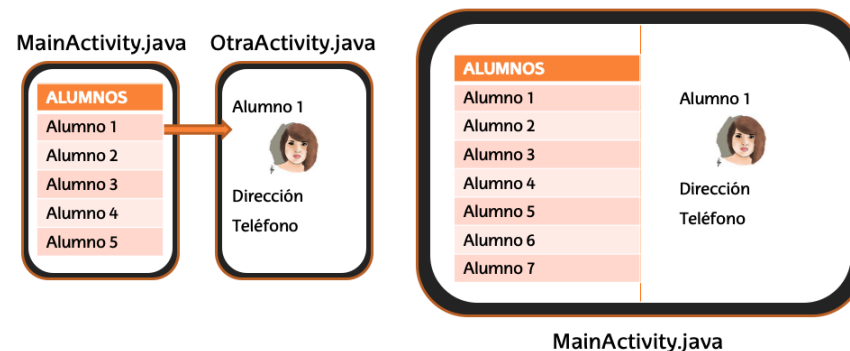 MainActivity.java
OtraActivity.java
ALUMNOS
Alumno 1
Alumno 2
Alumno 3
Alumno 4
Alumno 5
Alumno 1
Dirección
Teléfono
ALUMNOS
Alumno 1
Alumno 2
Alumno 3
Alumno 4
Alumno 5
Alumno 6
Alumno 7
Alumno 1
Dirección
Teléfono
MainActivity.java